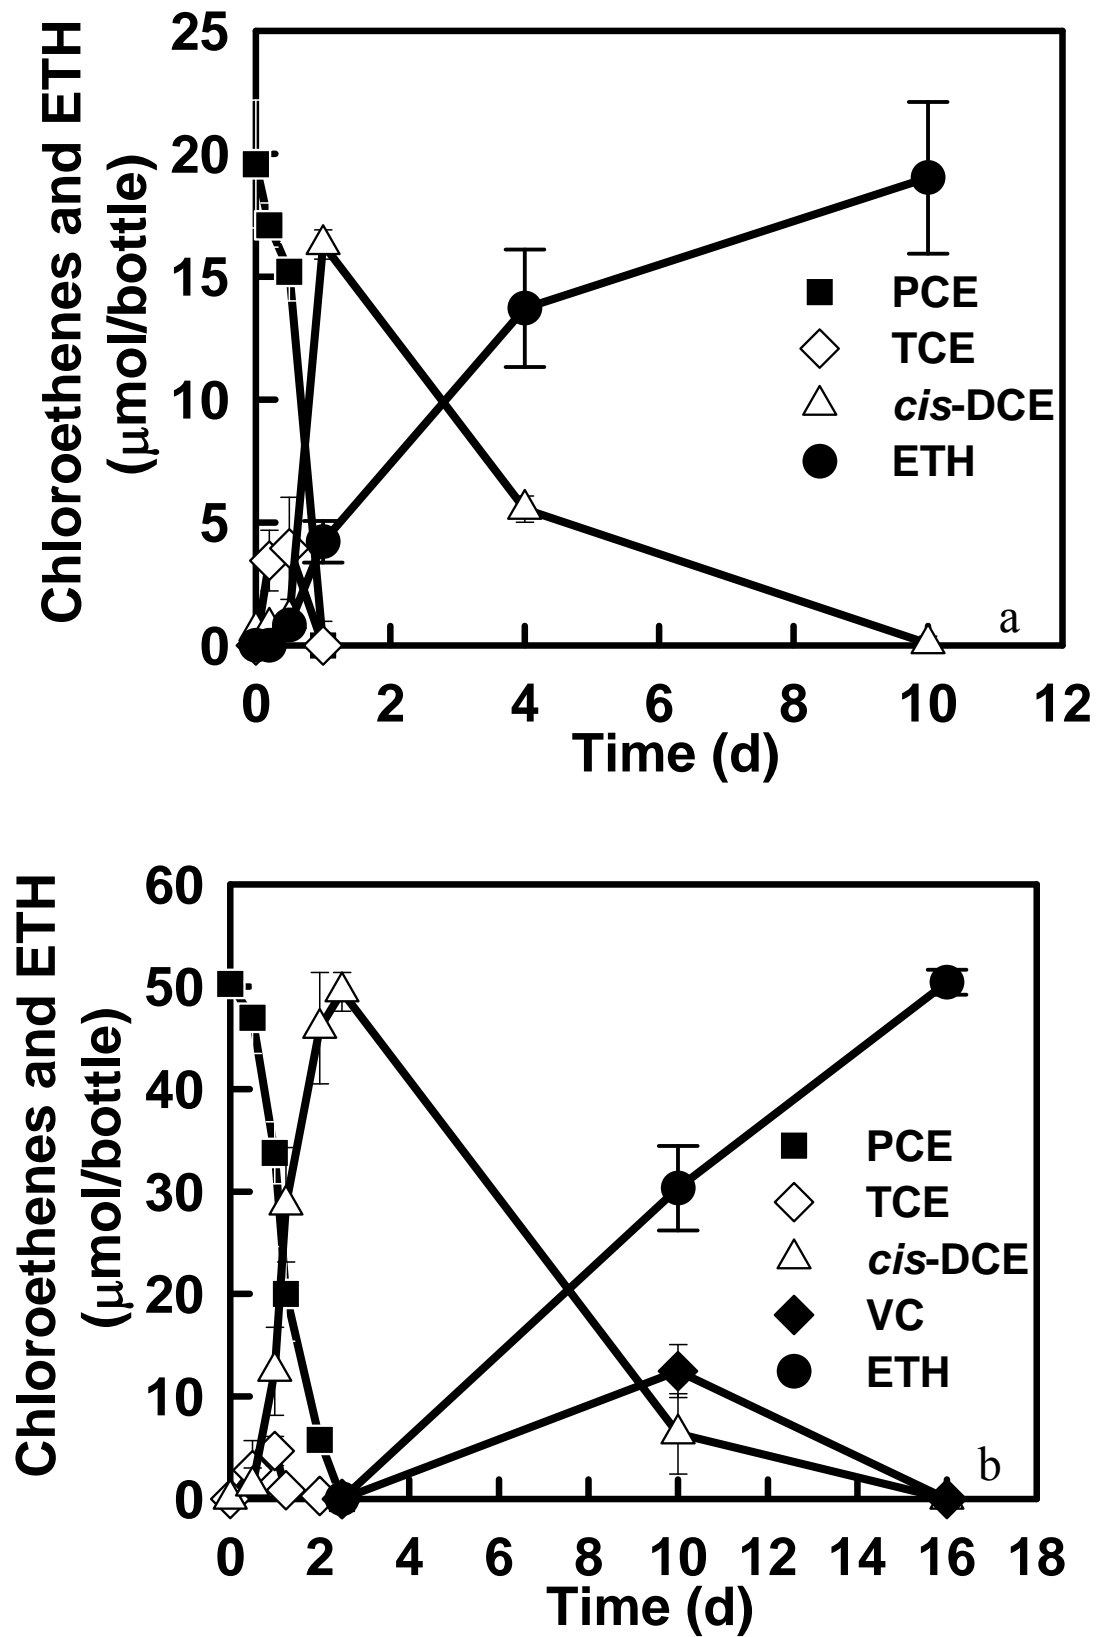 Chloroethenes and ETH
(µmol/bottle)
25
20
15
10
5
0
PCE
TCE
cis-DCE
ETH
a
0 2 4 6 8 10 12
Time (d)
Chloroethenes and ETH
(µmol/bottle)
60
50
40
30
20
10
0
PCE
TCE
cis-DCE
VC
ETH
b
0 2 4 6 8 10 12 14 16 18
Time (d)